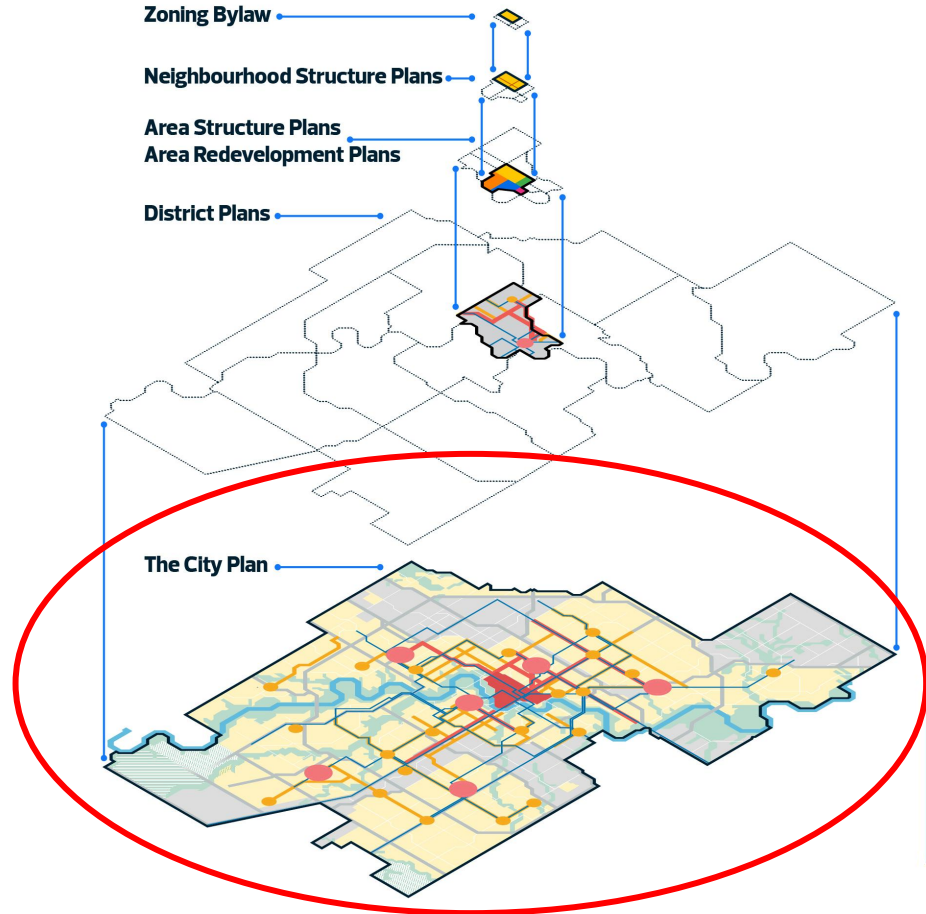 Zoning Bylaw
Neighbourhood Structure Plans
Area Structure Plans
Area Redevelopment Plans
District Plans
The City Plan